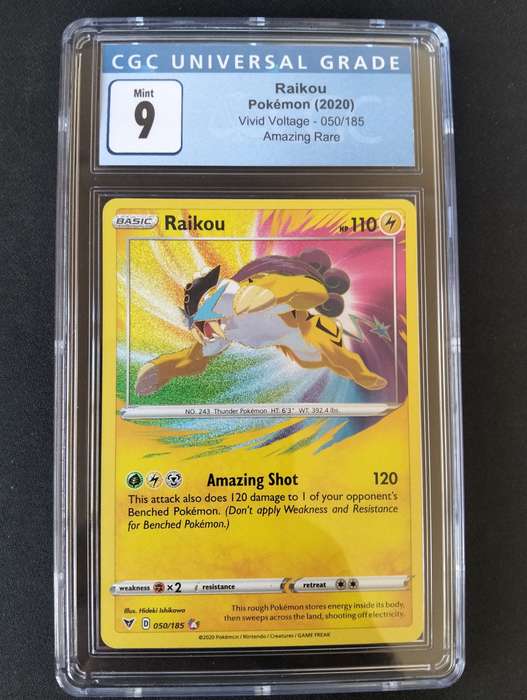 CGC UNIVERSAL GRADE
Mint
9
Raikou
Pokémon (2020)
Vivid Voltage - 050/185
Amazing Rare
BASIC Raikou HP 110
NO. 243 Thunder Pokémon HT: 6'3" WT: 392.4 lbs.
Amazing Shot 120
This attack also does 120 damage to 1 of your opponent's
Benched Pokémon. (Don't apply Weakness and Resistance
for Benched Pokémon.)
weakness ×2 resistance retreat
Illus. Hideki Ishikawa
D 050/185
This rough Pokémon stores energy inside its body,
then sweeps across the land, shooting off electricity.
©2020 Pokémon / Nintendo / Creatures / GAME FREAK